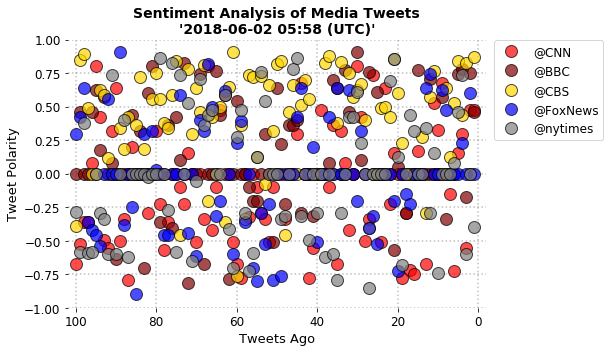 Sentiment Analysis of Media Tweets
'2018-06-02 05:58 (UTC)'
1.00
0.75
0.50
0.25
0.00
−0.25
−0.50
−0.75
−1.00
Tweet Polarity
100 80 60 40 20 0
Tweets Ago
@CNN
@BBC
@CBS
@FoxNews
@nytimes